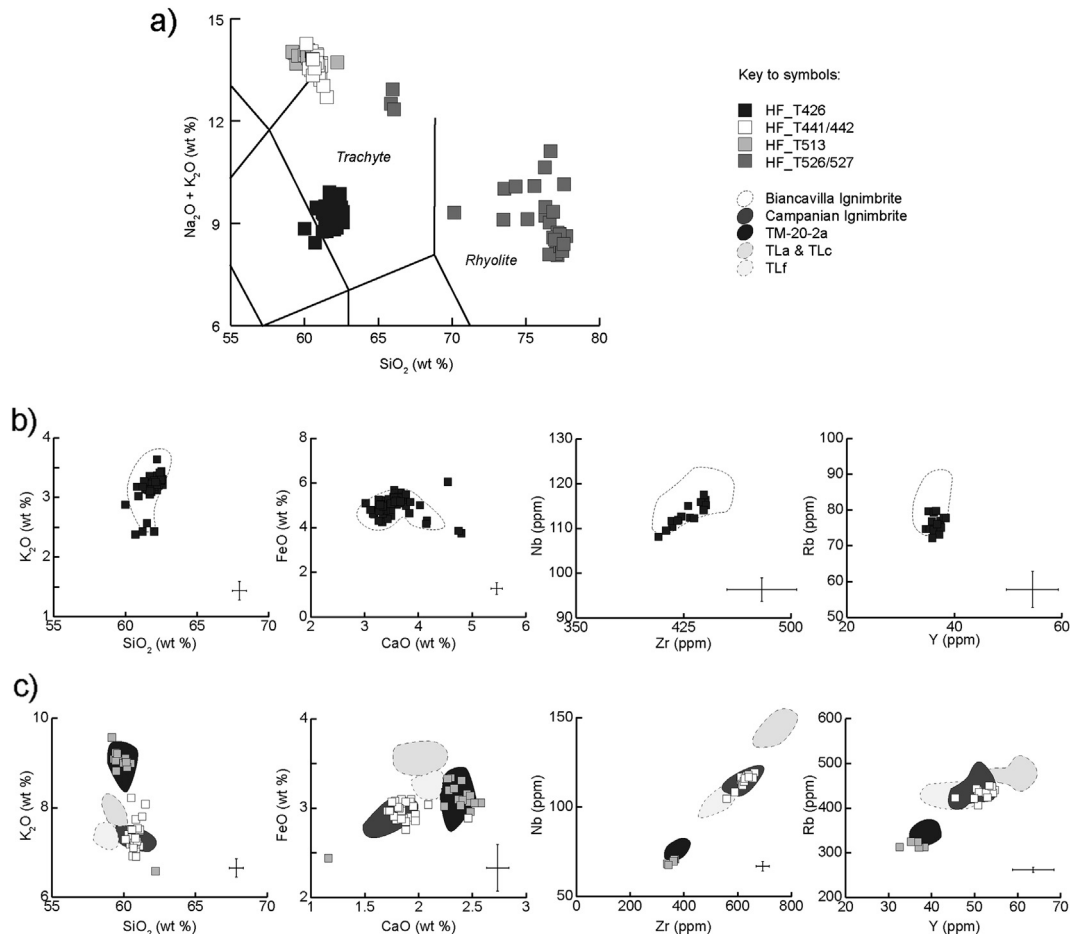 a)
Na2O + K2O (wt %)
15
12
9
6
55
60
65
70
75
80
SiO2 (wt %)
Trachyte
Rhyolite
Key to symbols:
HF_T426
HF_T441/442
HF_T513
HF_T526/527
Biancavilla Ignimbrite
Campanian Ignimbrite
TM-20-2a
TLa & TLc
TLf
b)
K2O (wt %)
4
3
2
1
55
60
65
70
SiO2 (wt %)
FeO (wt %)
8
6
4
2
0
2
3
4
5
6
CaO (wt %)
Nb (ppm)
130
120
110
100
90
350
425
500
Zr (ppm)
Rb (ppm)
100
90
80
70
60
50
20
40
60
Y (ppm)
c)
K2O (wt %)
10
8
6
55
60
65
70
SiO2 (wt %)
FeO (wt %)
4
3
2
1
2
3
CaO (wt %)
Nb (ppm)
150
100
50
0
200
400
600
800
1000
Zr (ppm)
Rb (ppm)
600
500
400
300
200
20
30
40
50
60
70
Y (ppm)